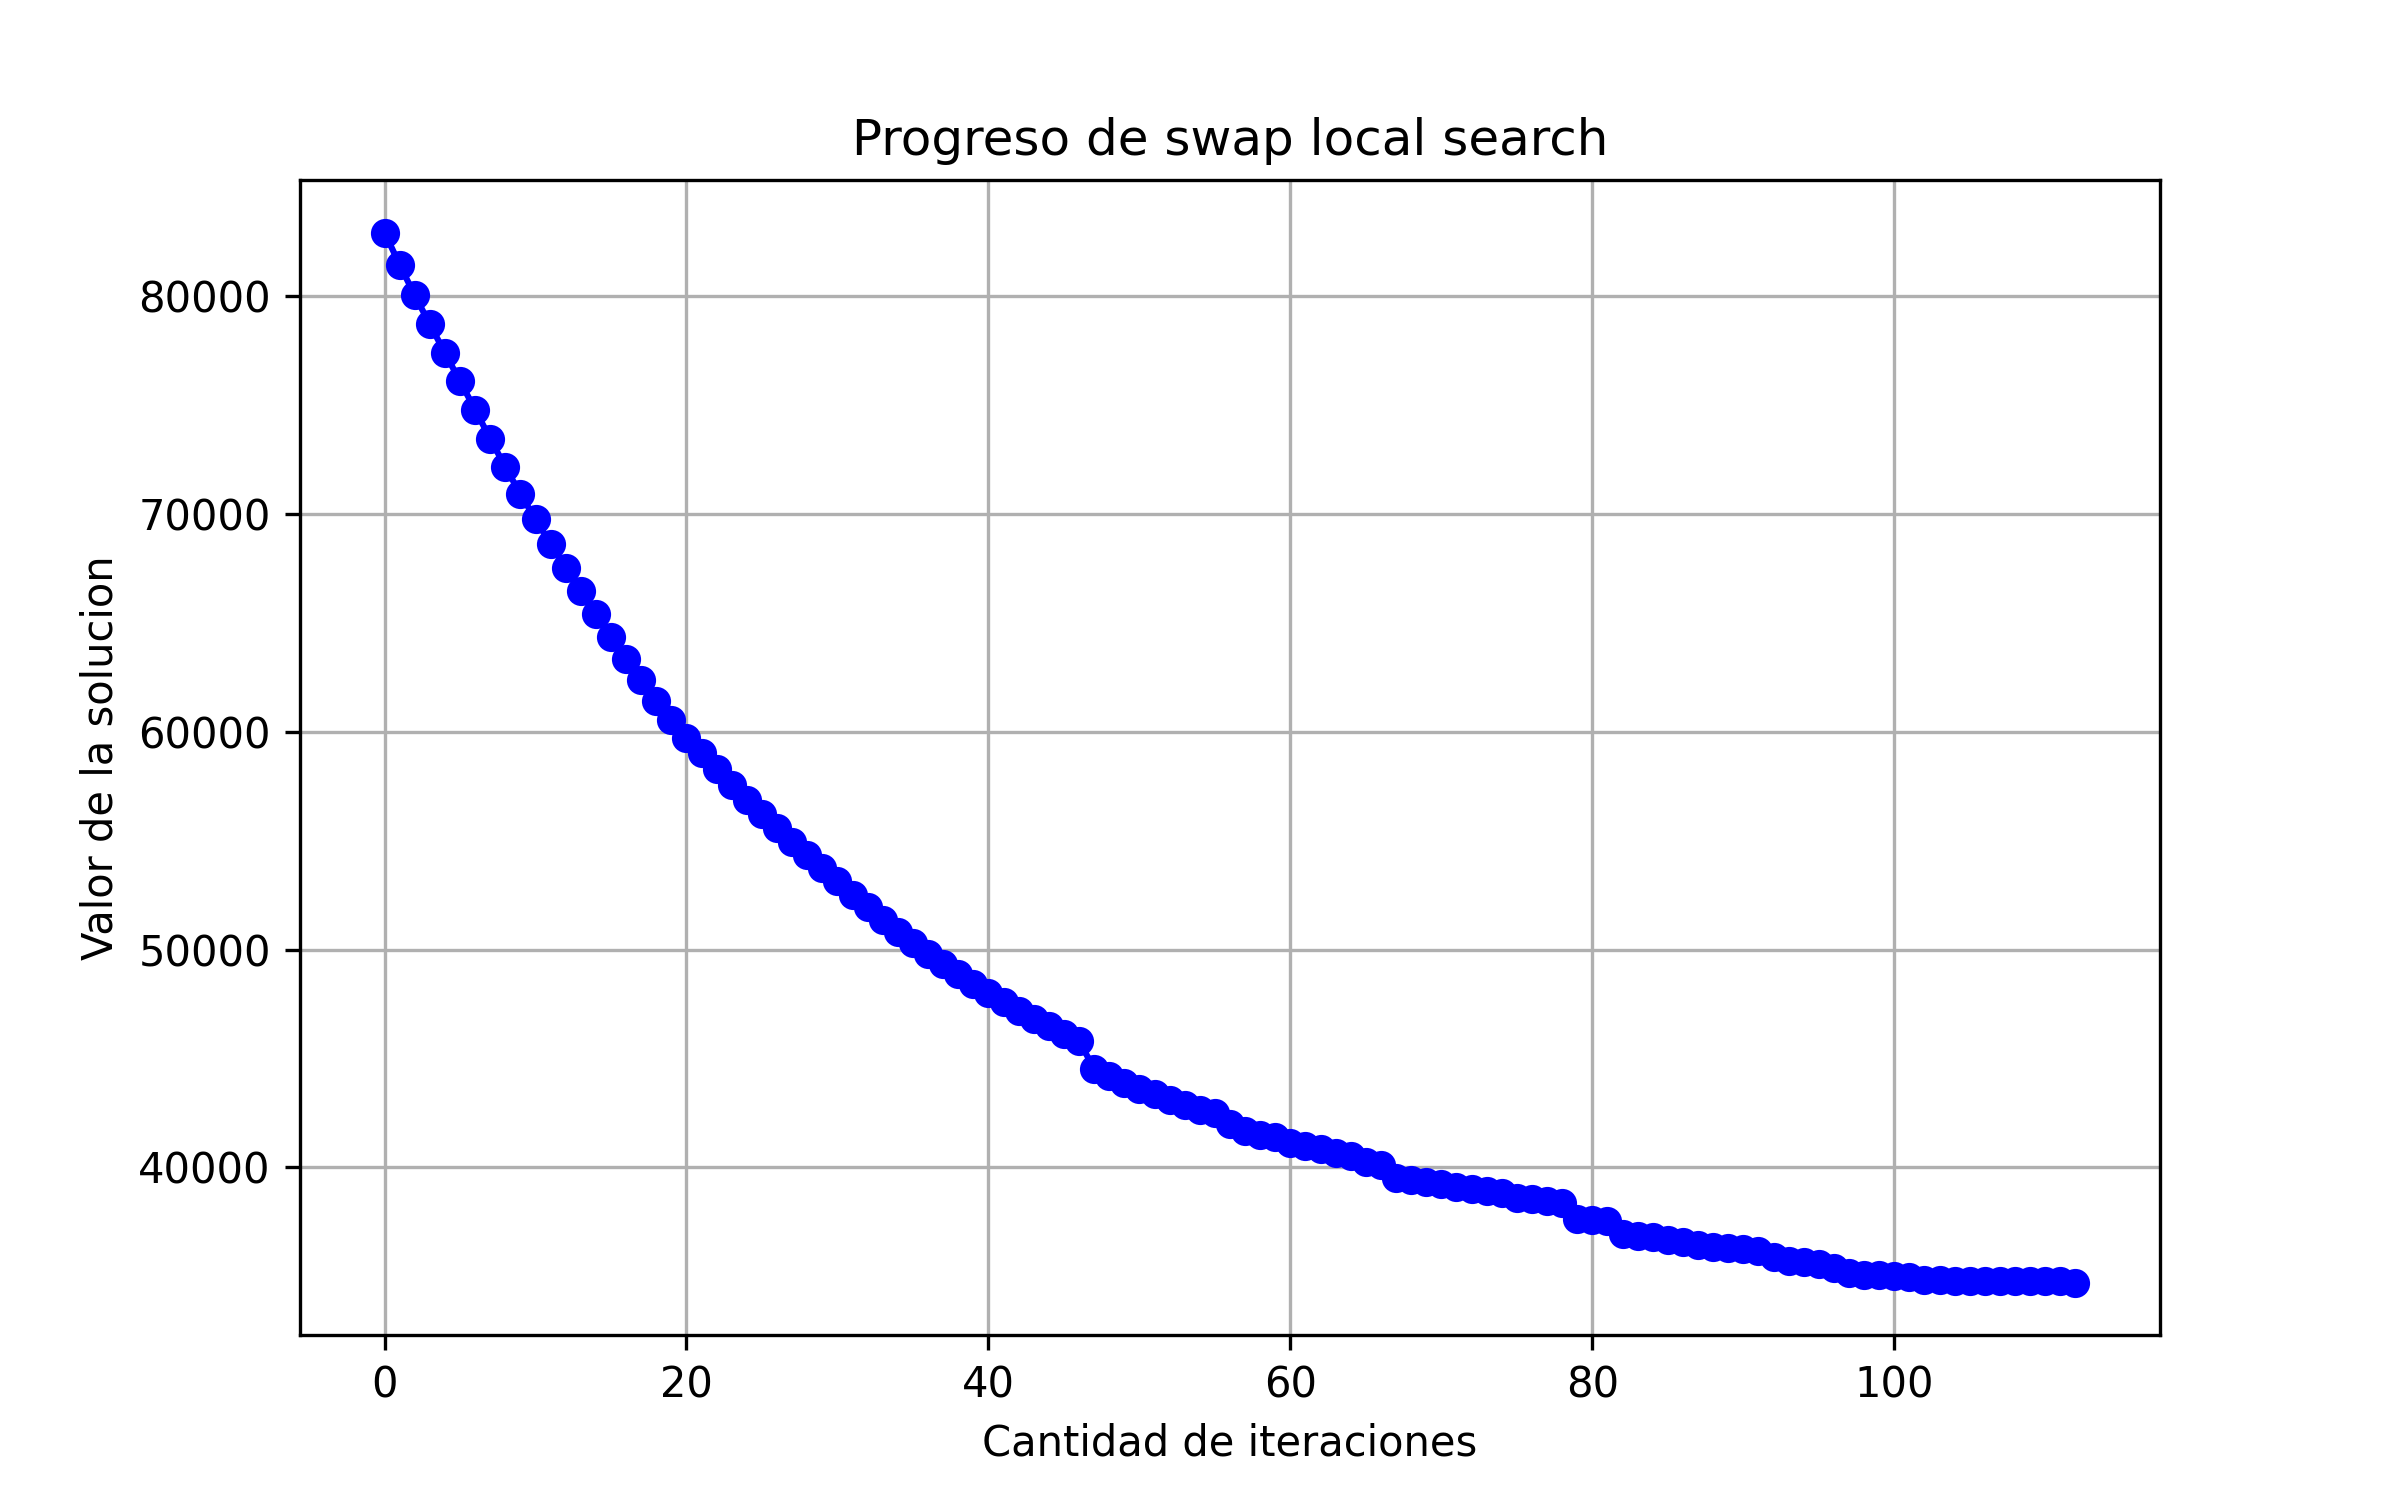 Progreso de swap local search
Valor de la solucion
80000
70000
60000
50000
40000
0 20 40 60 80 100
Cantidad de iteraciones